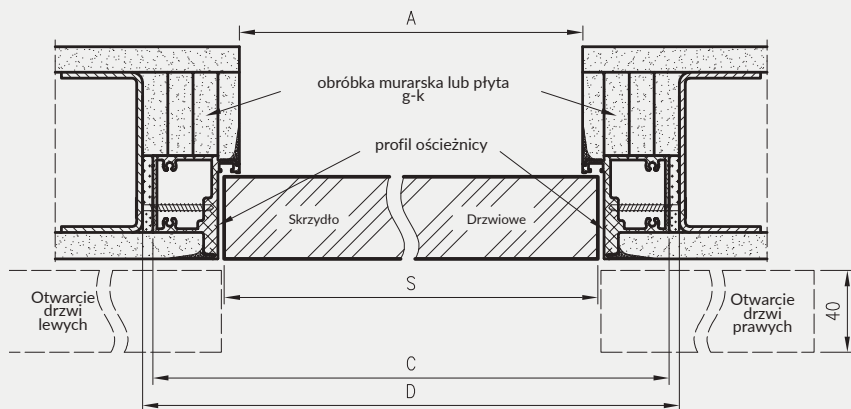 A
obróbka murarska lub płyta
g-k
profil ościeżnicy
Skrzydło
Drzwiowe
S
Otwarcie
drzwi
lewych
Otwarcie
drzwi
prawych
40
C
D